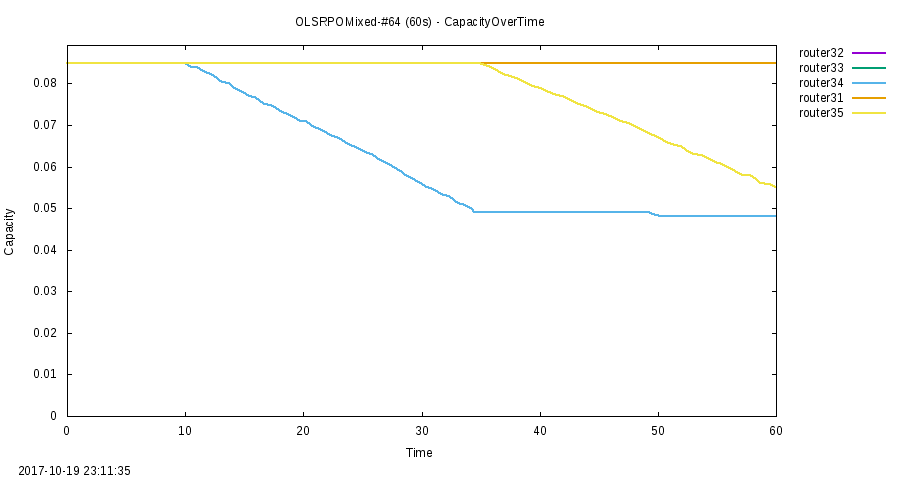 OLSRPOMixed-#64 (60s) - CapacityOverTime
router32
router33
router34
router31
router35
0.08
0.07
0.06
0.05
0.04
0.03
0.02
0.01
0
Capacity
0 10 20 30 40 50 60
Time
2017-10-19 23:11:35